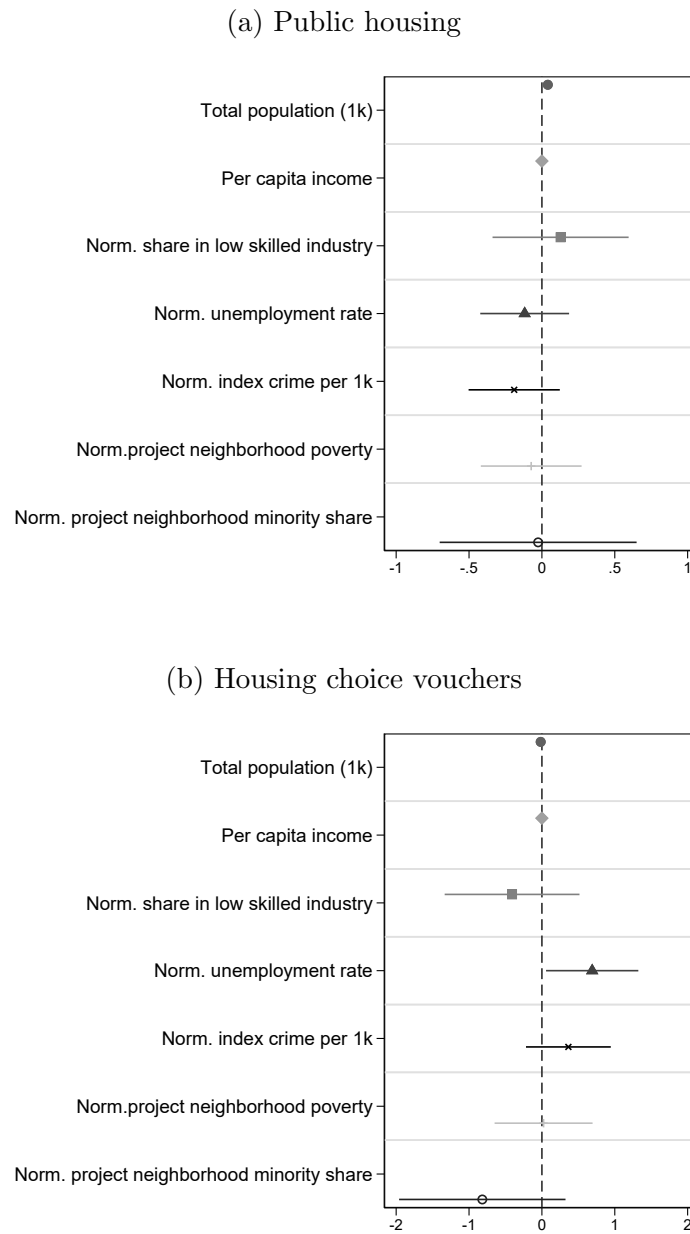 (a) Public housing
Total population (1k)
Per capita income
Norm. share in low skilled industry
Norm. unemployment rate
Norm. index crime per 1k
Norm.project neighborhood poverty
Norm. project neighborhood minority share
-1 -.5 0 .5 1
(b) Housing choice vouchers
Total population (1k)
Per capita income
Norm. share in low skilled industry
Norm. unemployment rate
Norm. index crime per 1k
Norm.project neighborhood poverty
Norm. project neighborhood minority share
-2 -1 0 1 2